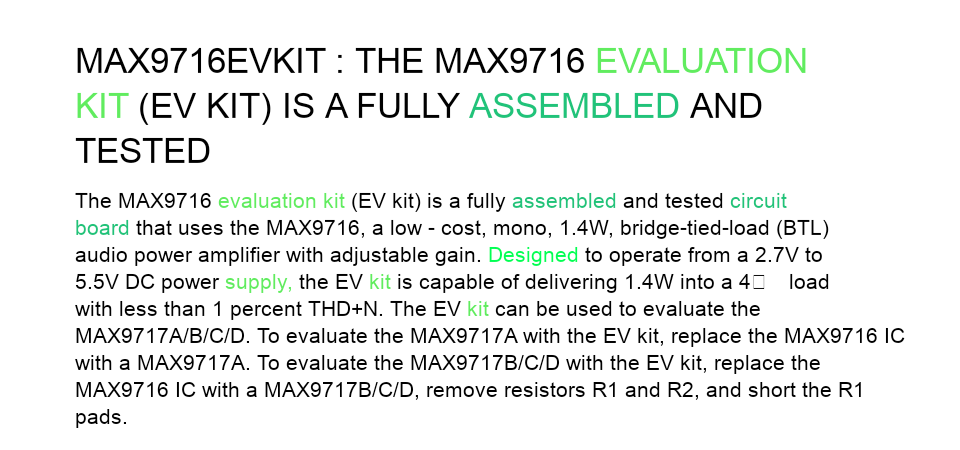 MAX9716EVKIT : THE MAX9716 EVALUATION
KIT (EV KIT) IS A FULLY ASSEMBLED AND
TESTED
The MAX9716 evaluation kit (EV kit) is a fully assembled and tested circuit
board that uses the MAX9716, a low - cost, mono, 1.4W, bridge-tied-load (BTL)
audio power amplifier with adjustable gain. Designed to operate from a 2.7V to
5.5V DC power supply, the EV kit is capable of delivering 1.4W into a 4□ load
with less than 1 percent THD+N. The EV kit can be used to evaluate the
MAX9717A/B/C/D. To evaluate the MAX9717A with the EV kit, replace the MAX9716 IC
with a MAX9717A. To evaluate the MAX9717B/C/D with the EV kit, replace the
MAX9716 IC with a MAX9717B/C/D, remove resistors R1 and R2, and short the R1
pads.